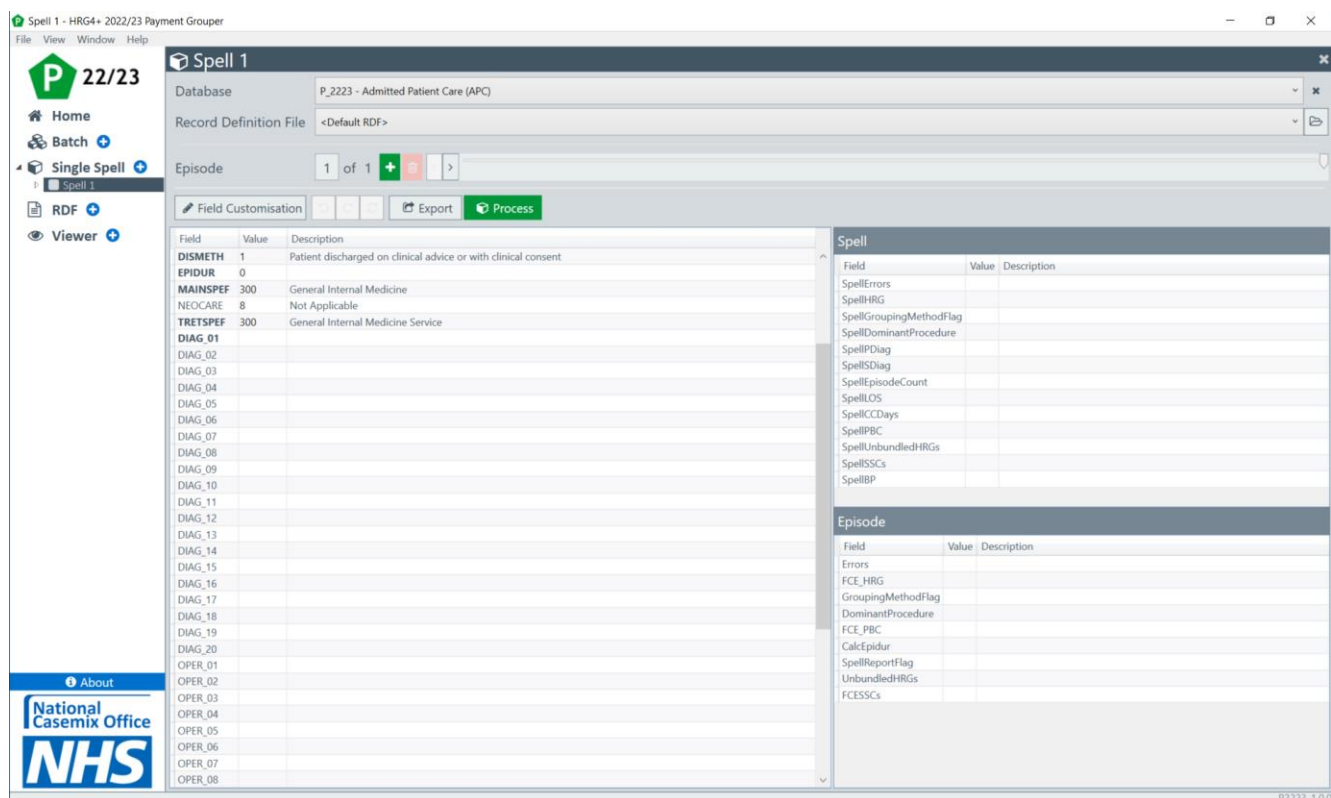 Spell 1 - HRG4+ 2022/23 Payment Grouper
File View Window Help
P 22/23
Home
Batch
Single Spell
Spell 1
RDF
Viewer
About
National
Casemix Office
NHS
Spell 1
Database P_2223 - Admitted Patient Care (APC)
Record Definition File <Default RDF>
Episode 1 of 1
Field Customisation Export Process
Field Value Description
DISMETH 1 Patient discharged on clinical advice or with clinical consent
EPIDUR 0
MAINSPEF 300 General Internal Medicine
NEOCARE 8 Not Applicable
TRETSPEF 300 General Internal Medicine Service
DIAG_01
DIAG_02
DIAG_03
DIAG_04
DIAG_05
DIAG_06
DIAG_07
DIAG_08
DIAG_09
DIAG_10
DIAG_11
DIAG_12
DIAG_13
DIAG_14
DIAG_15
DIAG_16
DIAG_17
DIAG_18
DIAG_19
DIAG_20
OPER_01
OPER_02
OPER_03
OPER_04
OPER_05
OPER_06
OPER_07
OPER_08
Spell
Field Value Description
SpellErrors
SpellHRG
SpellGroupingMethodFlag
SpellDominantProcedure
SpellPDiag
SpellSDiag
SpellEpisodeCount
SpellLOS
SpellCCDays
SpellPBC
SpellUnbundledHRGs
SpellSSCs
SpellBP
Episode
Field Value Description
Errors
FCE_HRG
GroupingMethodFlag
DominantProcedure
FCE_PBC
CalcEpidur
SpellReportFlag
UnbundledHRGs
FCESSCs